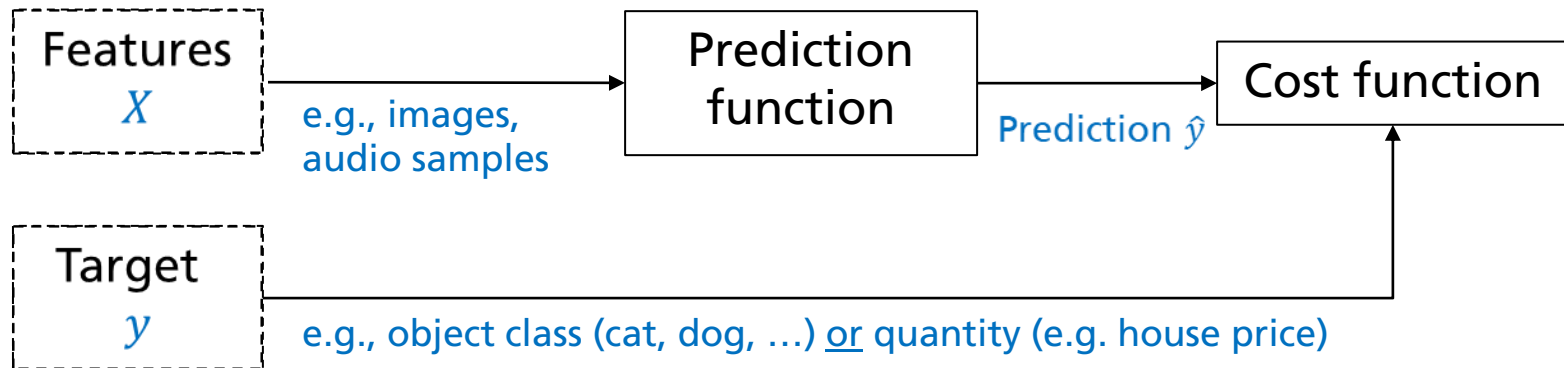 Features
X
e.g., images,
audio samples
Prediction
function
Prediction ŷ
Cost function
Target
y
e.g., object class (cat, dog, …) or quantity (e.g. house price)